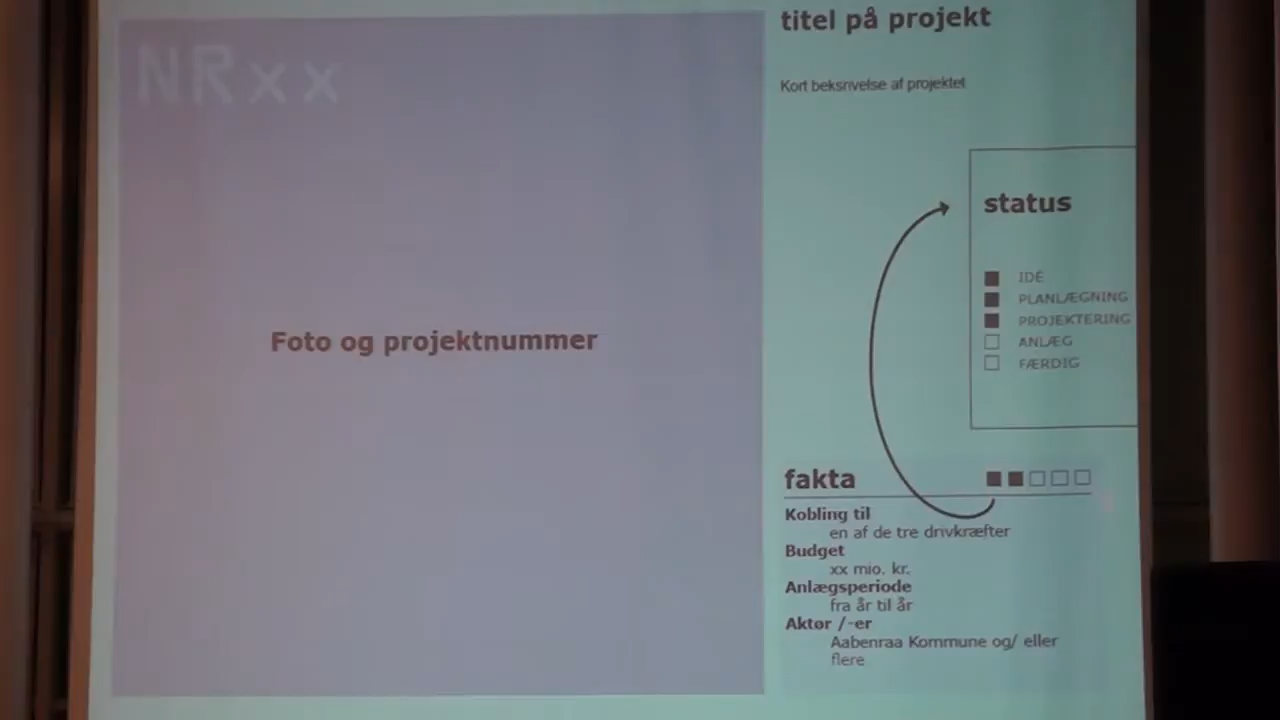 NRxx
Foto og projektnummer
titel på projekt
Kort beksrivelse af projektet
status
IDÉ
PLANLÆGNING
PROJEKTERING
ANLÆG
FÆRDIG
fakta
Kobling til
en af de tre drivkræfter
Budget
xx mio. kr.
Anlægsperiode
fra år til år
Aktør /-er
Aabenraa Kommune og/ eller
flere